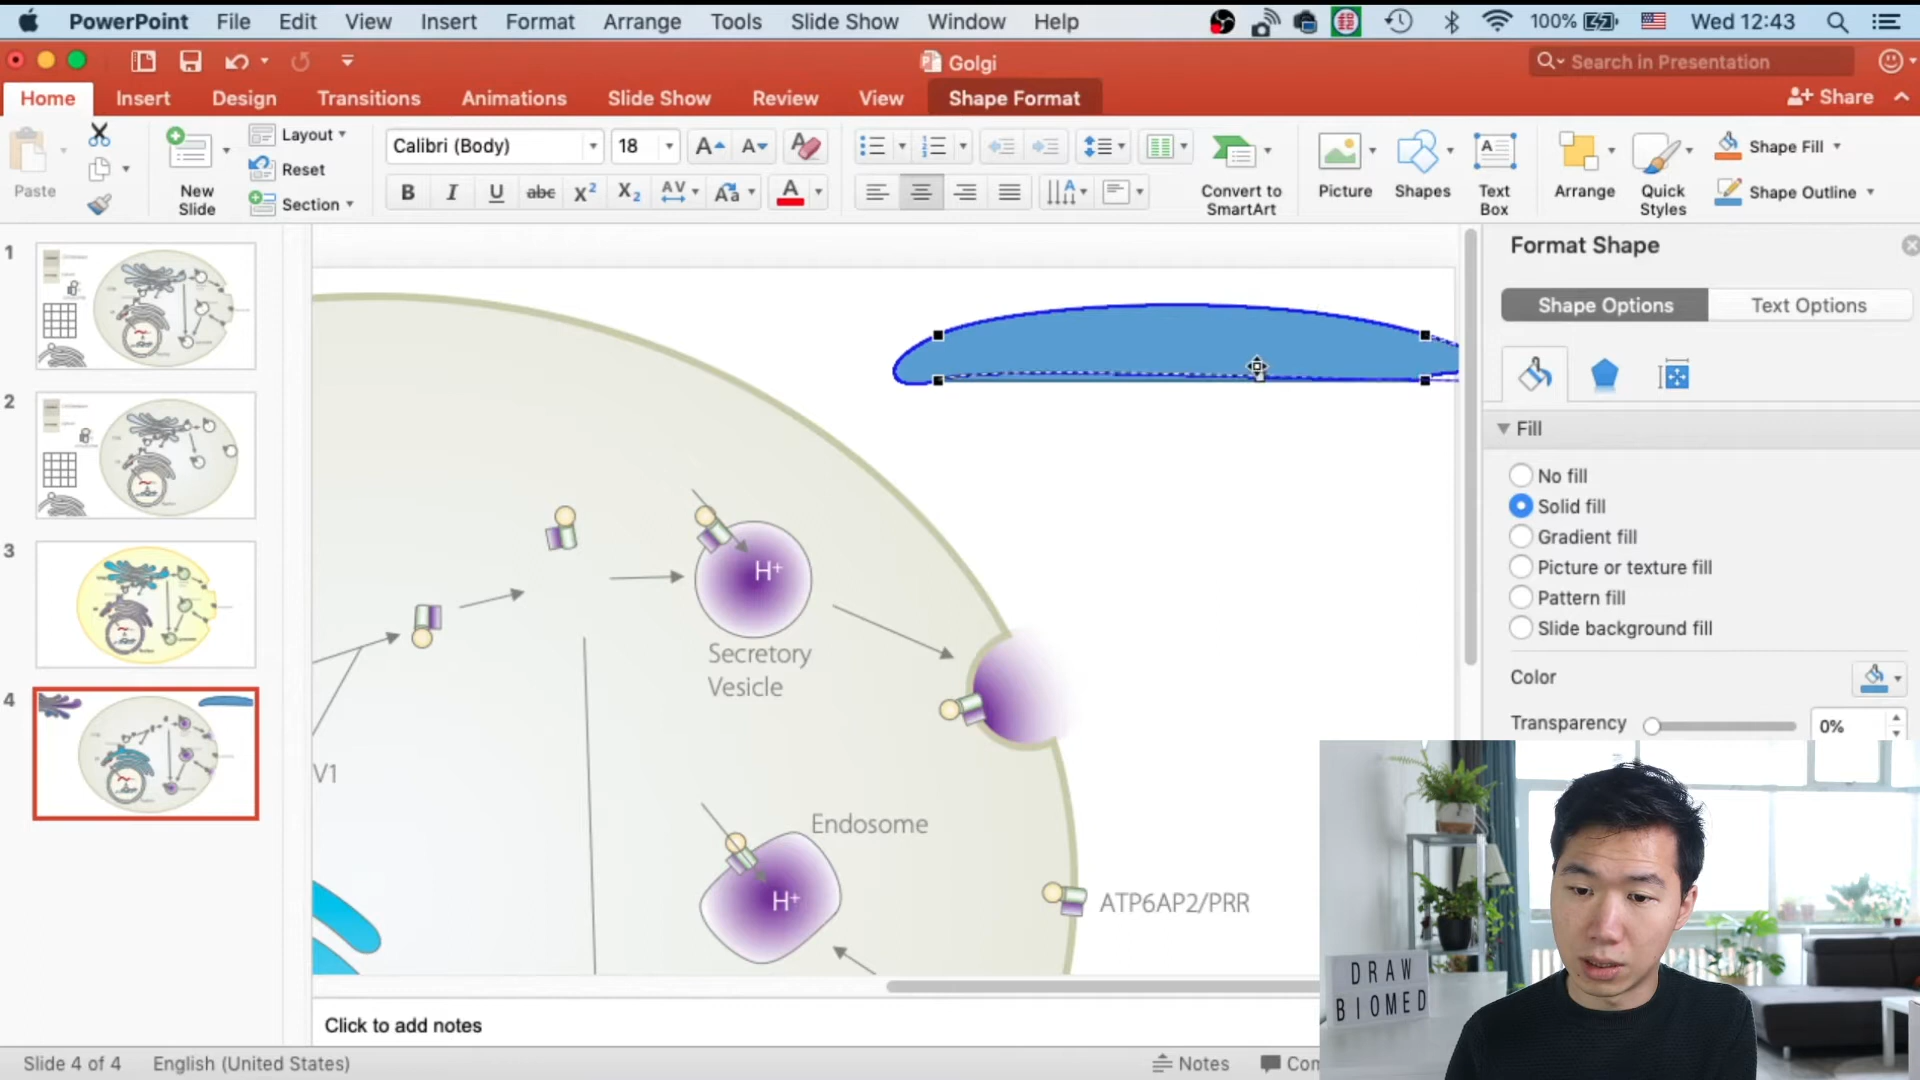 PowerPoint File Edit View Insert Format Arrange Tools Slide Show Window Help 100% Wed 12:43
Golgi Search in Presentation
Home Insert Design Transitions Animations Slide Show Review View Shape Format Share
Paste
New
Slide
Layout
Reset
Section
Calibri (Body) 18
B I U abc X² X₂ AV Aa A
Convert to
SmartArt
Picture
Shapes
Text
Box
Arrange
Quick
Styles
Shape Fill
Shape Outline
1
2
3
4
H+
Secretory
Vesicle
V1
Endosome
H+
ATP6AP2/PRR
Format Shape
Shape Options Text Options
Fill
No fill
Solid fill
Gradient fill
Picture or texture fill
Pattern fill
Slide background fill
Color
Transparency 0%
DRAW
BIOMED
Click to add notes
Slide 4 of 4 English (United States) Notes